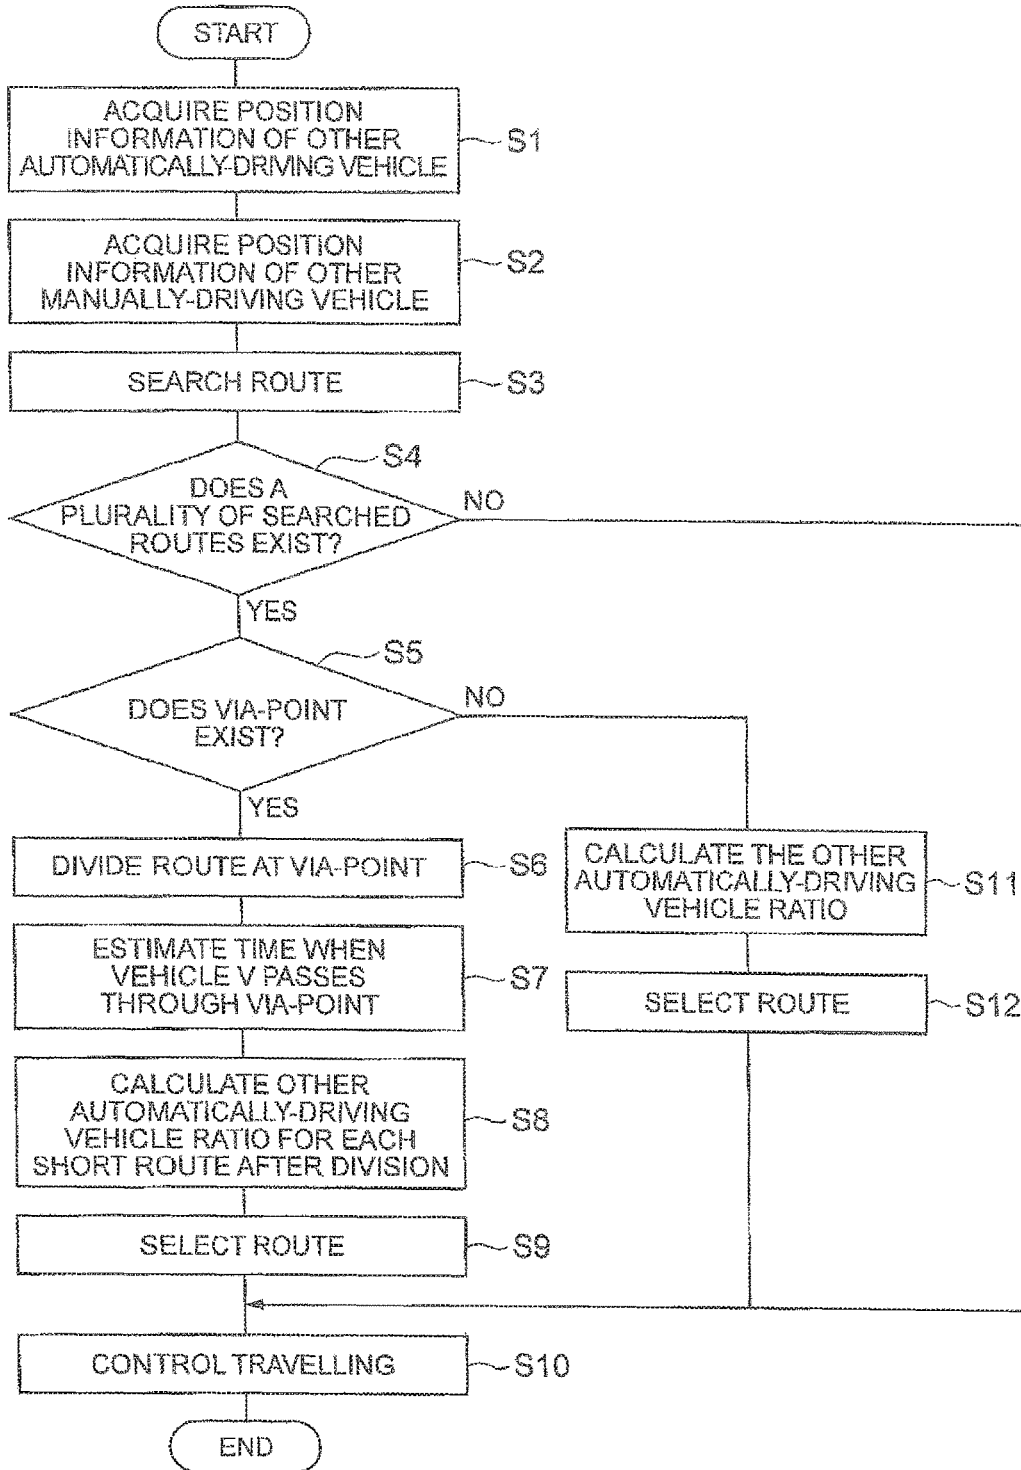 START
ACQUIRE POSITION
INFORMATION OF OTHER
AUTOMATICALLY-DRIVING VEHICLE
S1
ACQUIRE POSITION
INFORMATION OF OTHER
MANUALLY-DRIVING VEHICLE
S2
SEARCH ROUTE
S3
S4
DOES A
PLURALITY OF SEARCHED
ROUTES EXIST?
NO
YES
S5
DOES VIA-POINT
EXIST?
NO
YES
DIVIDE ROUTE AT VIA-POINT
S6
ESTIMATE TIME WHEN
VEHICLE V PASSES
THROUGH VIA-POINT
S7
CALCULATE OTHER
AUTOMATICALLY-DRIVING
VEHICLE RATIO FOR EACH
SHORT ROUTE AFTER DIVISION
S8
SELECT ROUTE
S9
CALCULATE THE OTHER
AUTOMATICALLY-DRIVING
VEHICLE RATIO
S11
SELECT ROUTE
S12
CONTROL TRAVELLING
S10
END